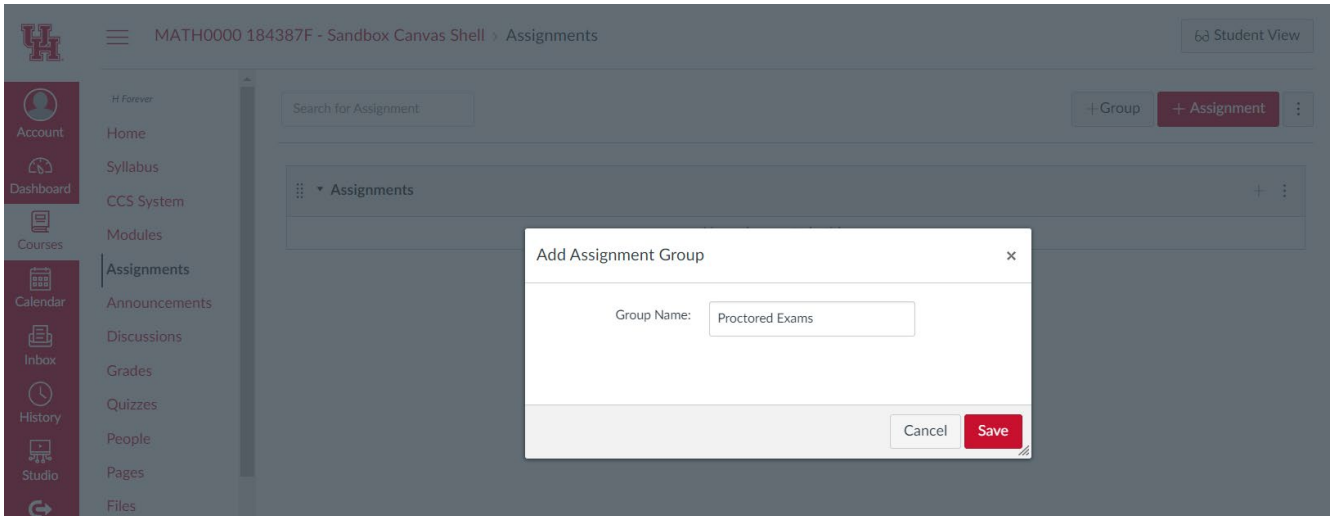 UH
MATH0000 184387F - Sandbox Canvas Shell › Assignments
Student View
Account
Dashboard
Courses
Calendar
Inbox
History
Studio
H Forever
Home
Syllabus
CCS System
Modules
Assignments
Announcements
Discussions
Grades
Quizzes
People
Pages
Files
Search for Assignment
+Group
+ Assignment
Assignments
Add Assignment Group
×
Group Name:
Proctored Exams
Cancel
Save